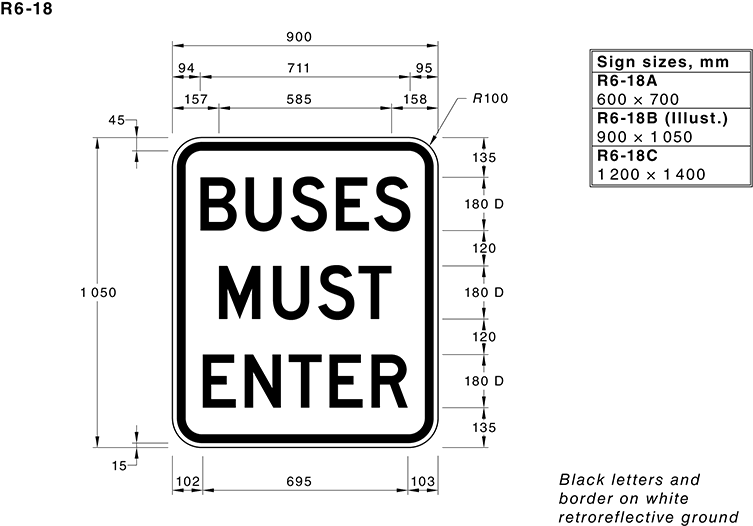 R6-18
900
94 711 95
157 585 158
R100
45
135
BUSES
180 D
120
MUST
1 050
180 D
120
ENTER
180 D
135
15
102 695 103
Sign sizes, mm
R6-18A
600 × 700
R6-18B (Illust.)
900 × 1 050
R6-18C
1 200 × 1 400
Black letters and
border on white
retroreflective ground